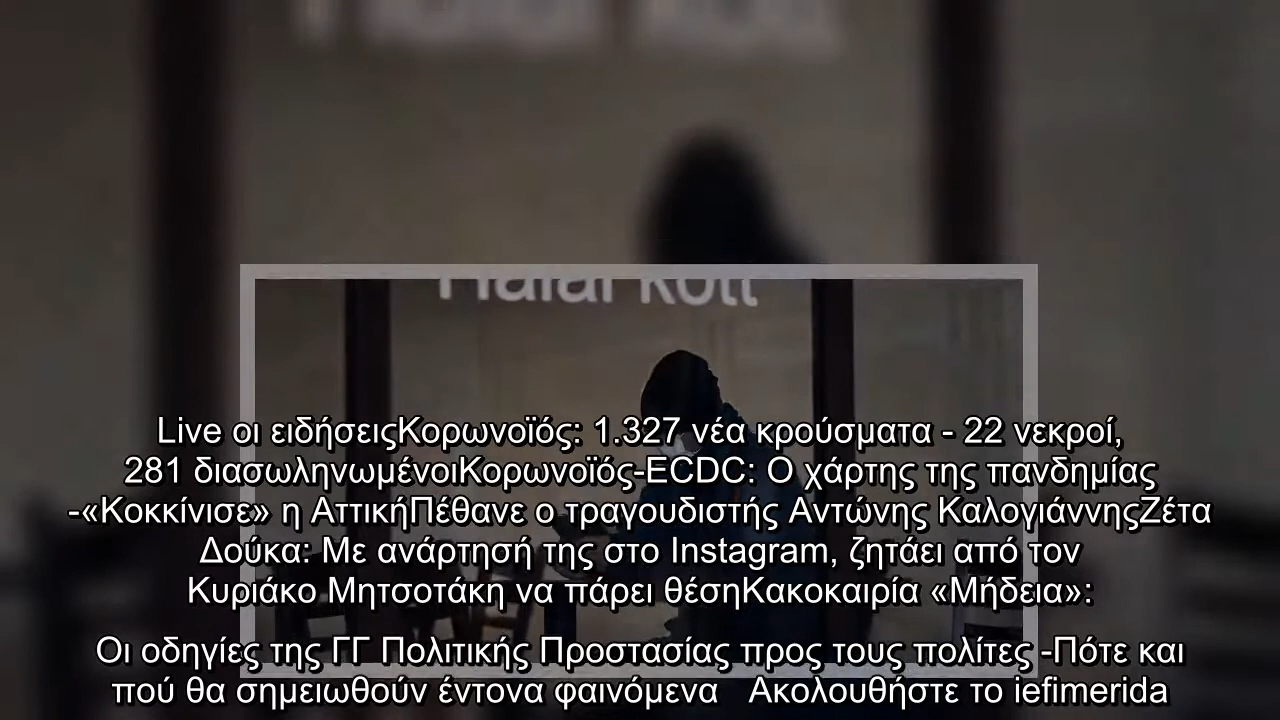 Halal kött
Live οι ειδήσειςΚορωνοϊός: 1.327 νέα κρούσματα - 22 νεκροί,
281 διασωληνωμένοιΚορωνοϊός-ECDC: Ο χάρτης της πανδημίας
-«Κοκκίνισε» η ΑττικήΠέθανε ο τραγουδιστής Αντώνης ΚαλογιάννηςΖέτα
Δούκα: Με ανάρτησή της στο Instagram, ζητάει από τον
Κυριάκο Μητσοτάκη να πάρει θέσηΚακοκαιρία «Μήδεια»:
Οι οδηγίες της ΓΓ Πολιτικής Προστασίας προς τους πολίτες -Πότε και
πού θα σημειωθούν έντονα φαινόμενα   Ακολουθήστε το iefimerida